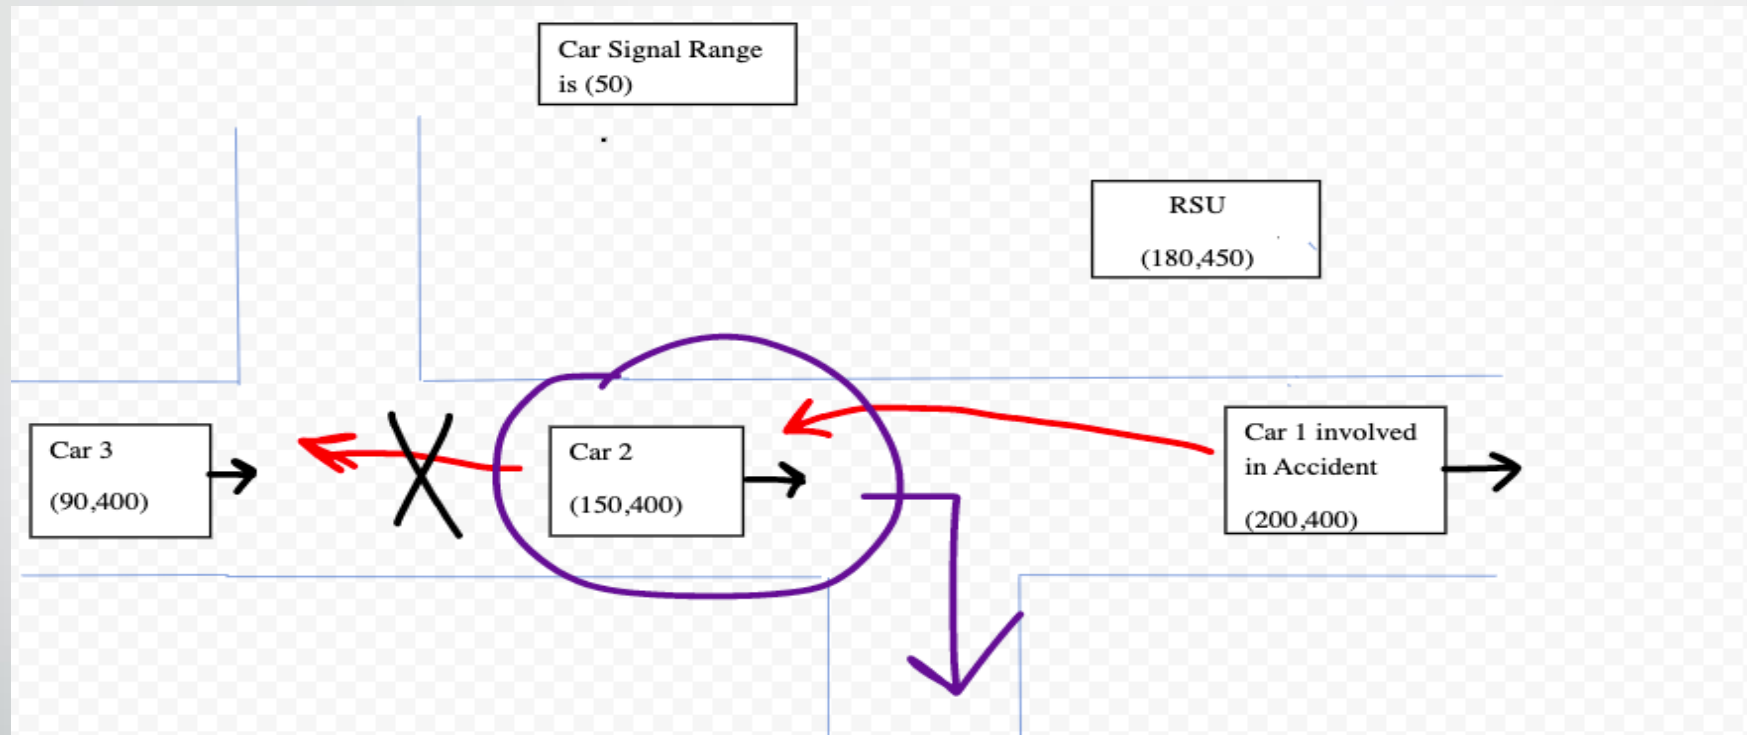 Car Signal Range
is (50)
RSU
(180,450)
Car 3
(90,400)
Car 2
(150,400)
Car 1 involved
in Accident
(200,400)